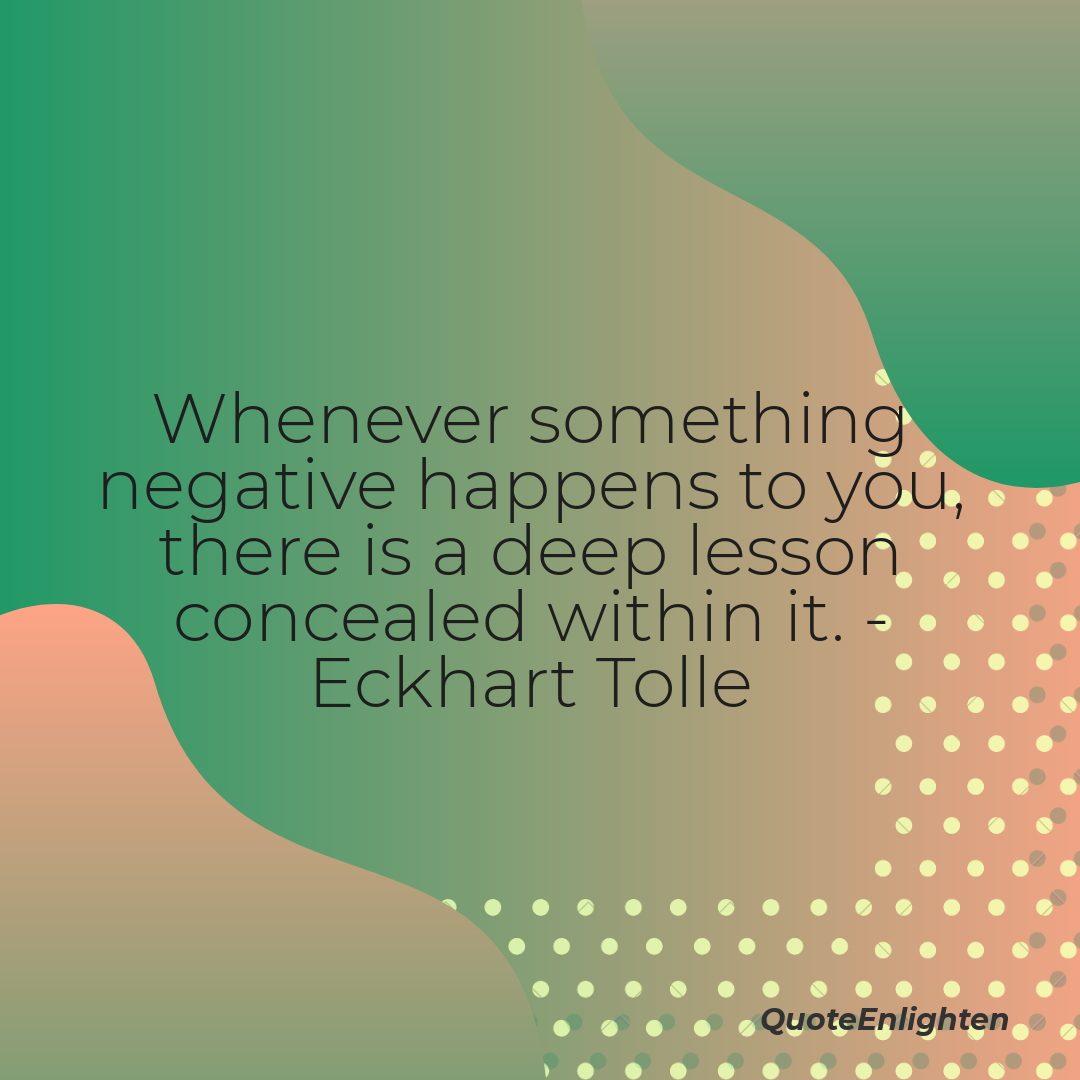 Whenever something
negative happens to you,
there is a deep lesson
concealed within it. -
Eckhart Tolle
QuoteEnlighten